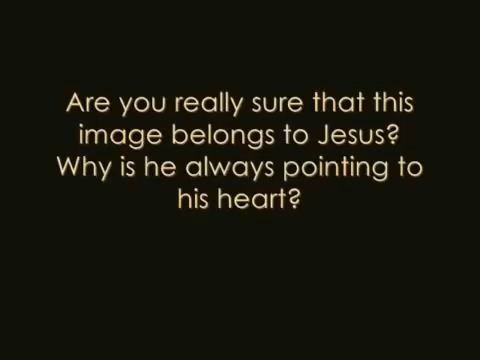 Are you really sure that this
image belongs to Jesus?
Why is he always pointing to
his heart?